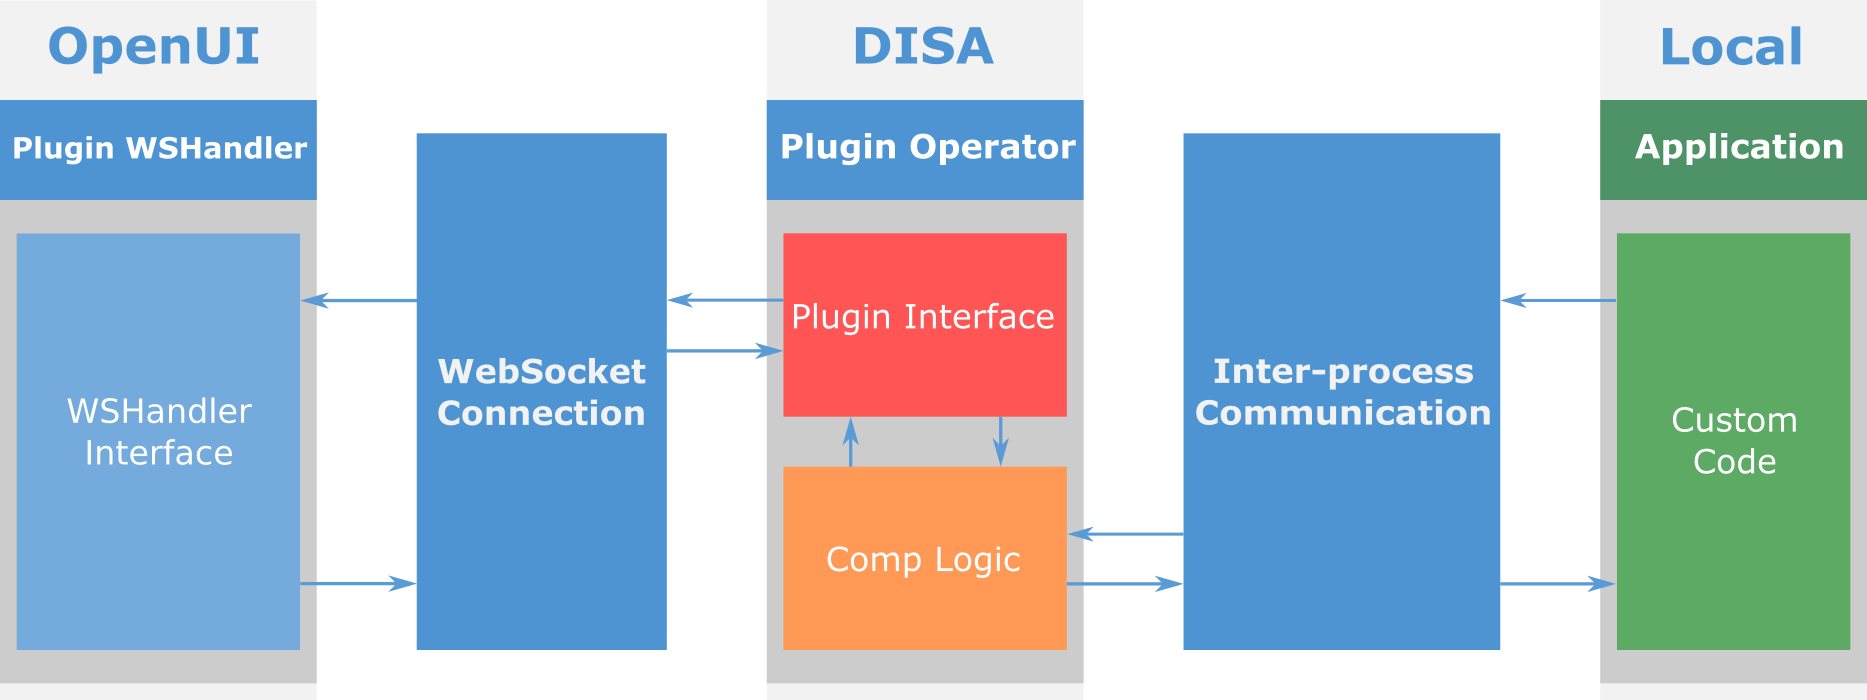 OpenUI
DISA
Local
Plugin WSHandler
Plugin Operator
Application
WSHandler
Interface
WebSocket
Connection
Plugin Interface
Comp Logic
Inter-process
Communication
Custom
Code